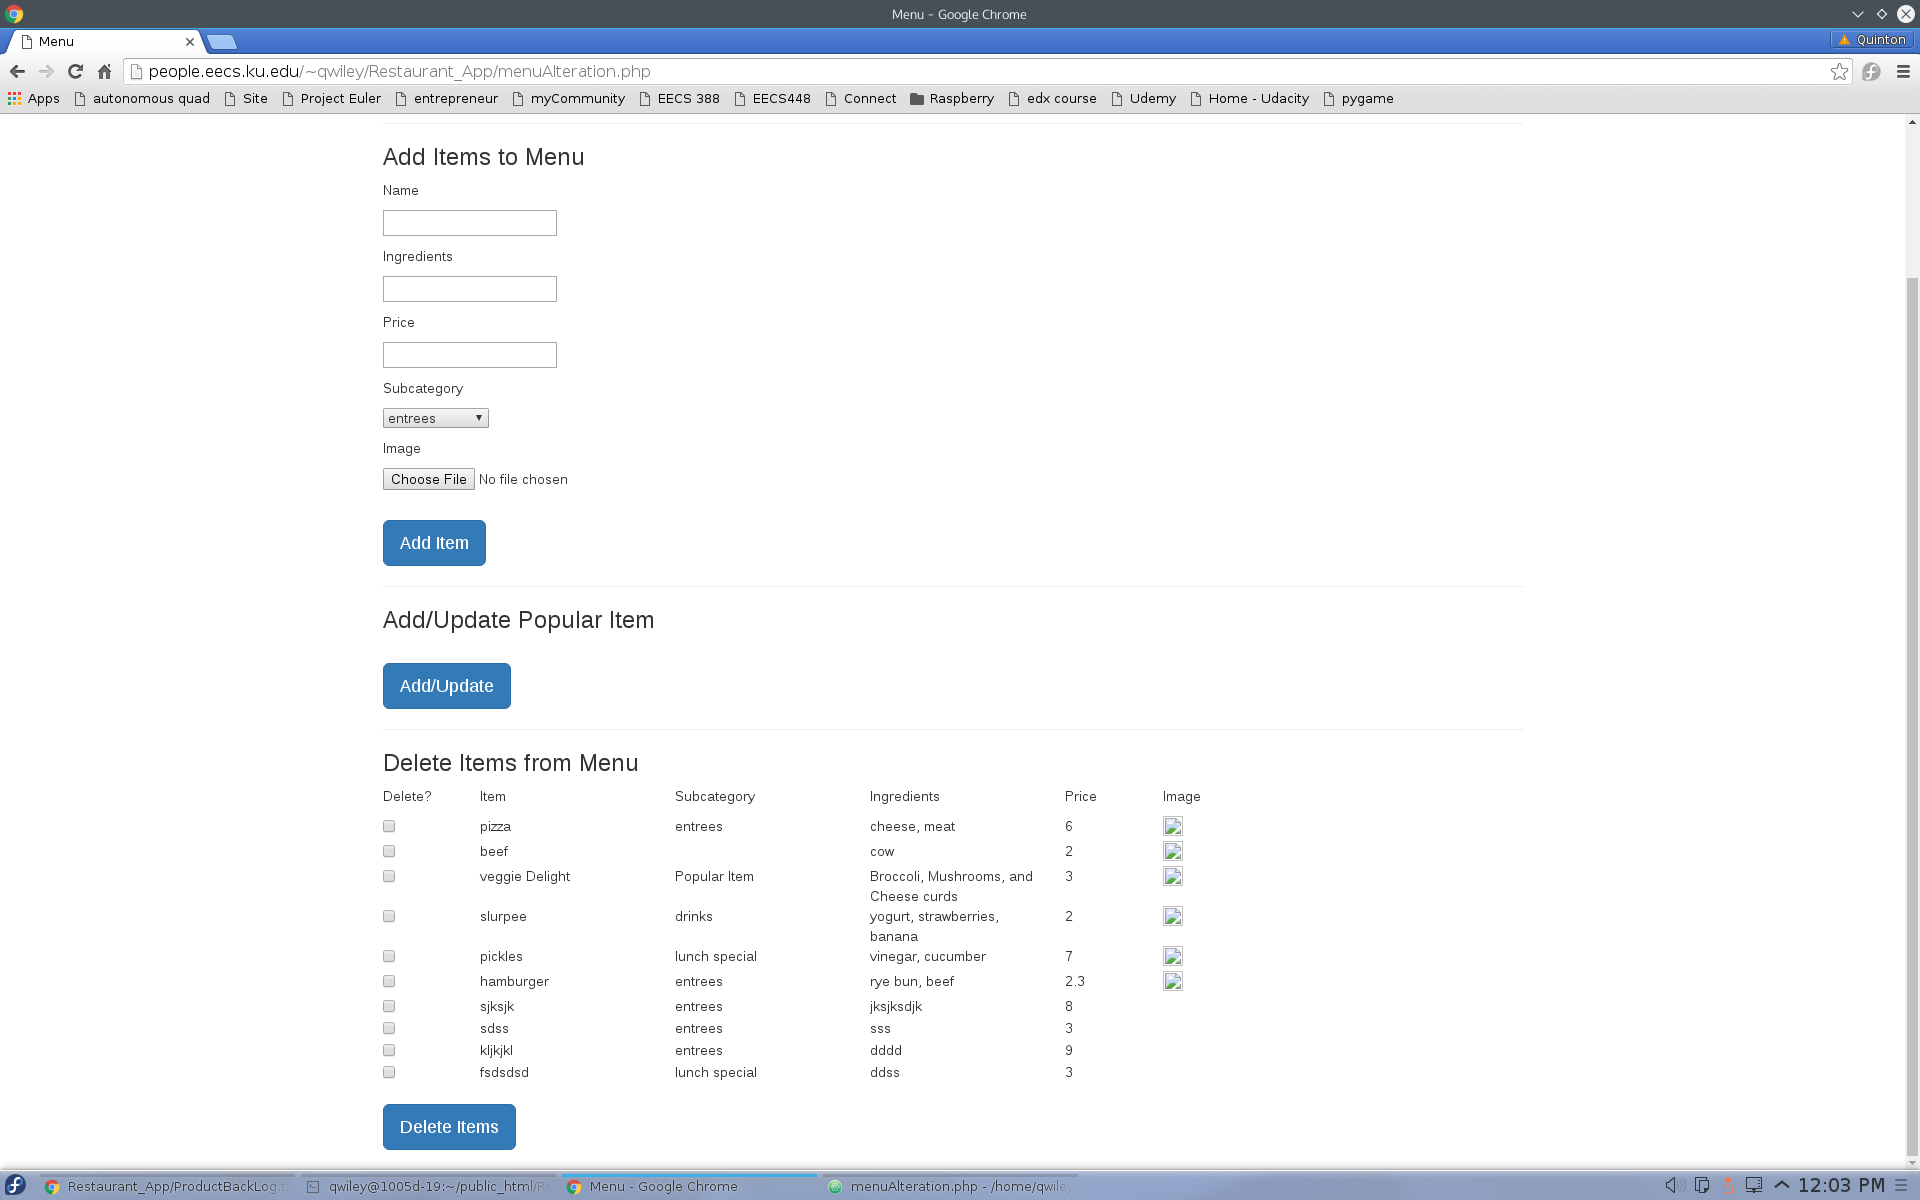 Menu - Google Chrome
Menu
Quinton
people.eecs.ku.edu/~qwiley/Restaurant_App/menuAlteration.php
Apps autonomous quad Site Project Euler entrepreneur myCommunity EECS 388 EECS448 Connect Raspberry edx course Udemy Home - Udacity pygame
Add Items to Menu
Name
Ingredients
Price
Subcategory
entrees
Image
Choose File No file chosen
Add Item
Add/Update Popular Item
Add/Update
Delete Items from Menu
Delete? Item Subcategory Ingredients Price Image
pizza entrees cheese, meat 6
beef cow 2
veggie Delight Popular Item Broccoli, Mushrooms, and 3
Cheese curds
slurpee drinks yogurt, strawberries, 2
banana
pickles lunch special vinegar, cucumber 7
hamburger entrees rye bun, beef 2.3
sjksjk entrees jksjksdjk 8
sdss entrees sss 3
kljkjkl entrees dddd 9
fsdsdsd lunch special ddss 3
Delete Items
Restaurant_App/ProductBackLog.t qwiley@1005d-19:~/public_html/R Menu - Google Chrome menuAlteration.php - /home/qwiley 12:03 PM